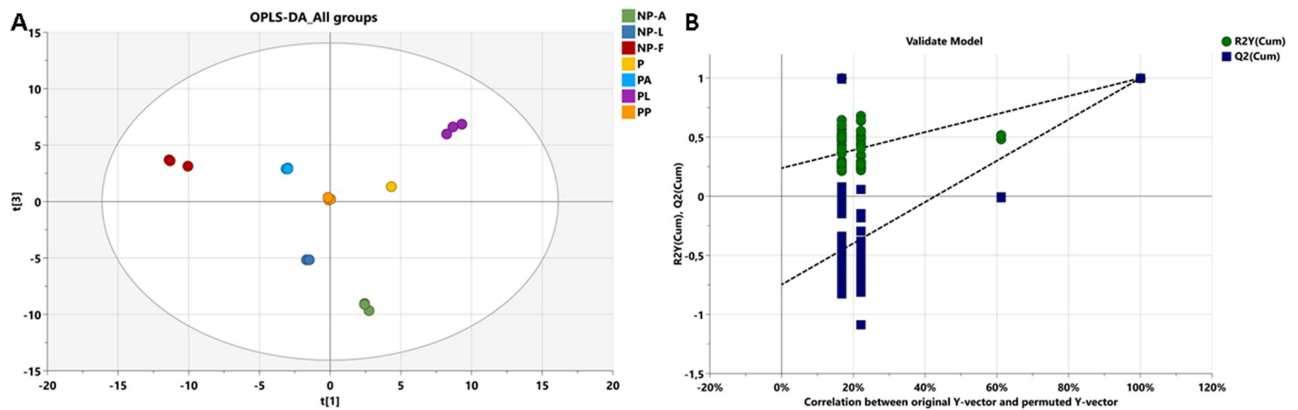 A
OPLS-DA_All groups
15
10
5
0
-5
-10
-15
t[3]
-20
-15
-10
-5
0
5
10
15
20
t[1]
NP-A
NP-L
NP-F
P
PA
PL
PP
B
Validate Model
R2Y(Cum)
Q2(Cum)
1
0,5
0
-0,5
-1
-1,5
R2Y(Cum), Q2(Cum)
-20%
0%
20%
40%
60%
80%
100%
120%
Correlation between original Y-vector and permuted Y-vector